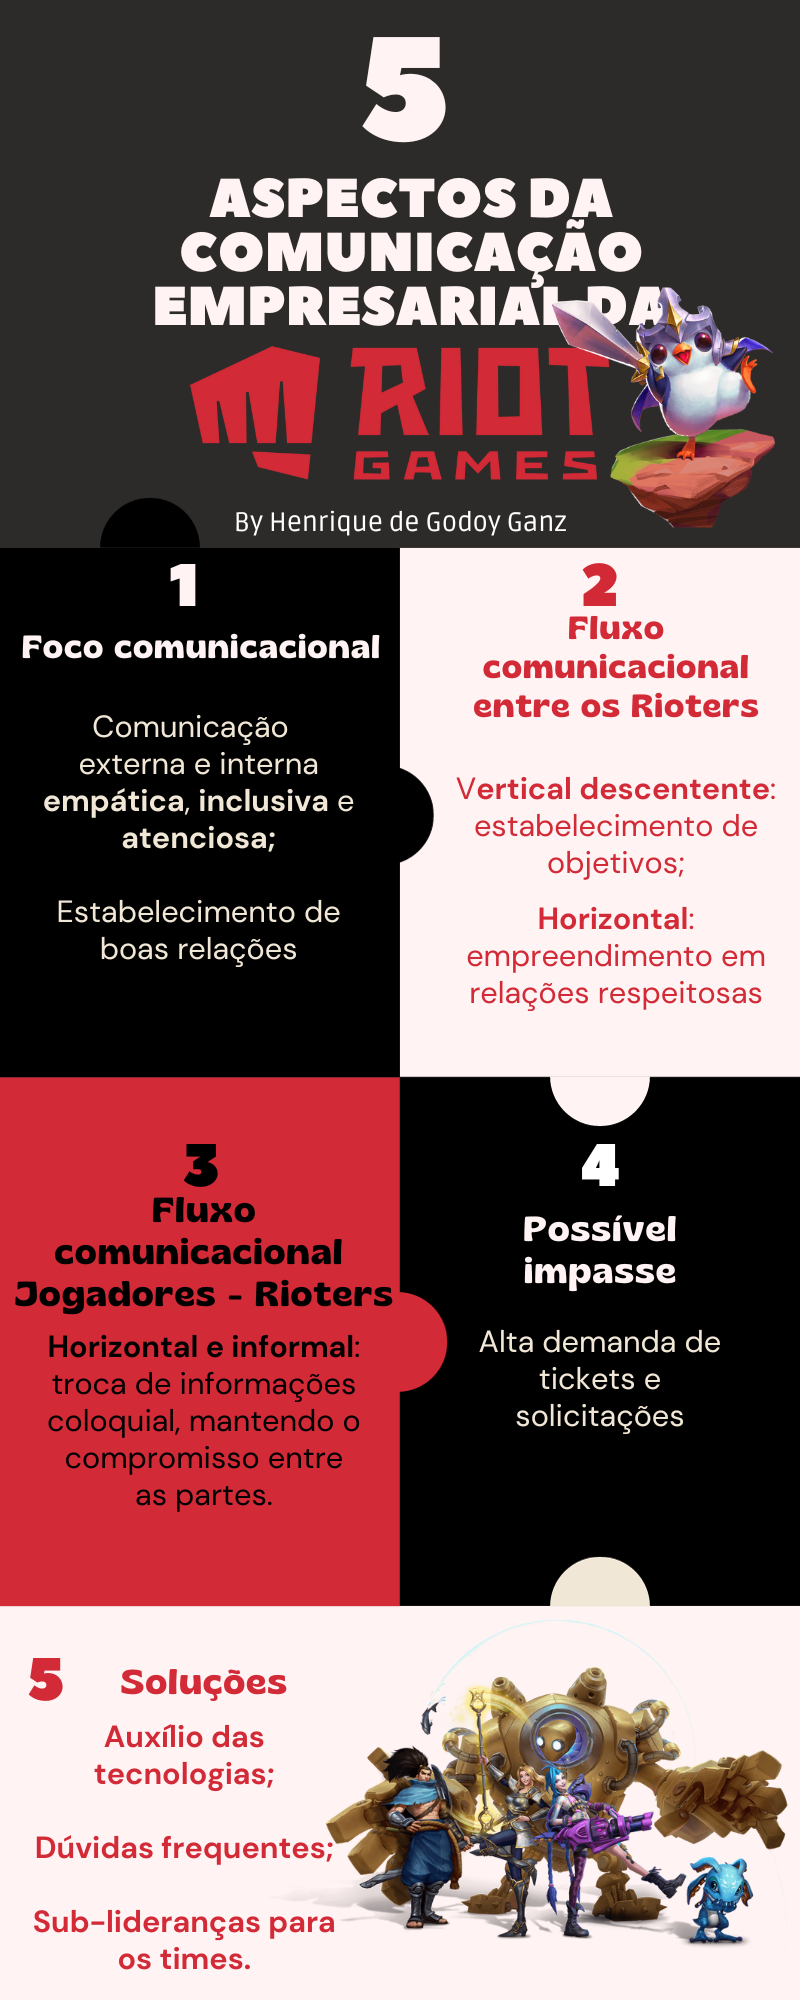 5
ASPECTOS DA
COMUNICAÇÃO
EMPRESARIAL DA
RIOT
GAMES
By Henrique de Godoy Ganz
1
Foco comunicacional
Comunicação
externa e interna
empática, inclusiva e
atenciosa;
Estabelecimento de
boas relações
2
Fluxo
comunicacional
entre os Rioters
Vertical descentente:
estabelecimento de
objetivos;
Horizontal:
empreendimento em
relações respeitosas
3
Fluxo
comunicacional
Jogadores - Rioters
Horizontal e informal:
troca de informações
coloquial, mantendo o
compromisso entre
as partes.
4
Possível
impasse
Alta demanda de
tickets e
solicitações
5 Soluções
Auxílio das
tecnologias;
Dúvidas frequentes;
Sub-lideranças para
os times.